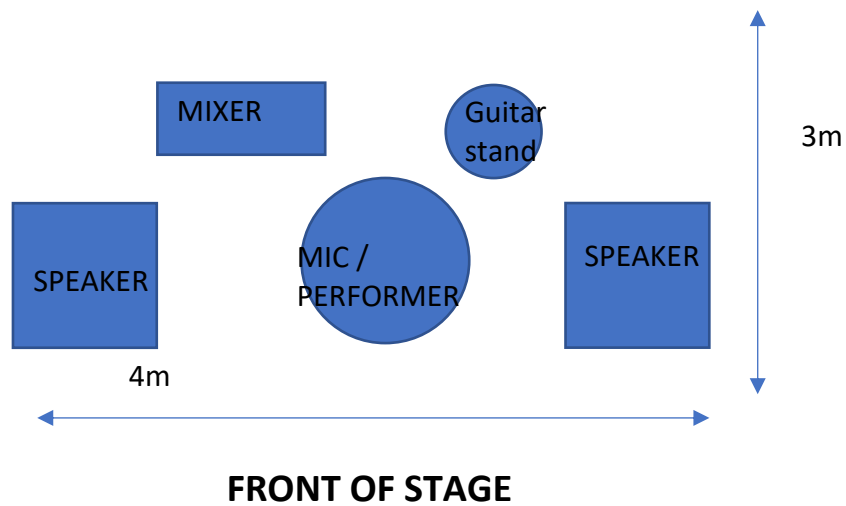 MIXER
Guitar
stand
3m
SPEAKER
MIC /
PERFORMER
SPEAKER
4m
FRONT OF STAGE